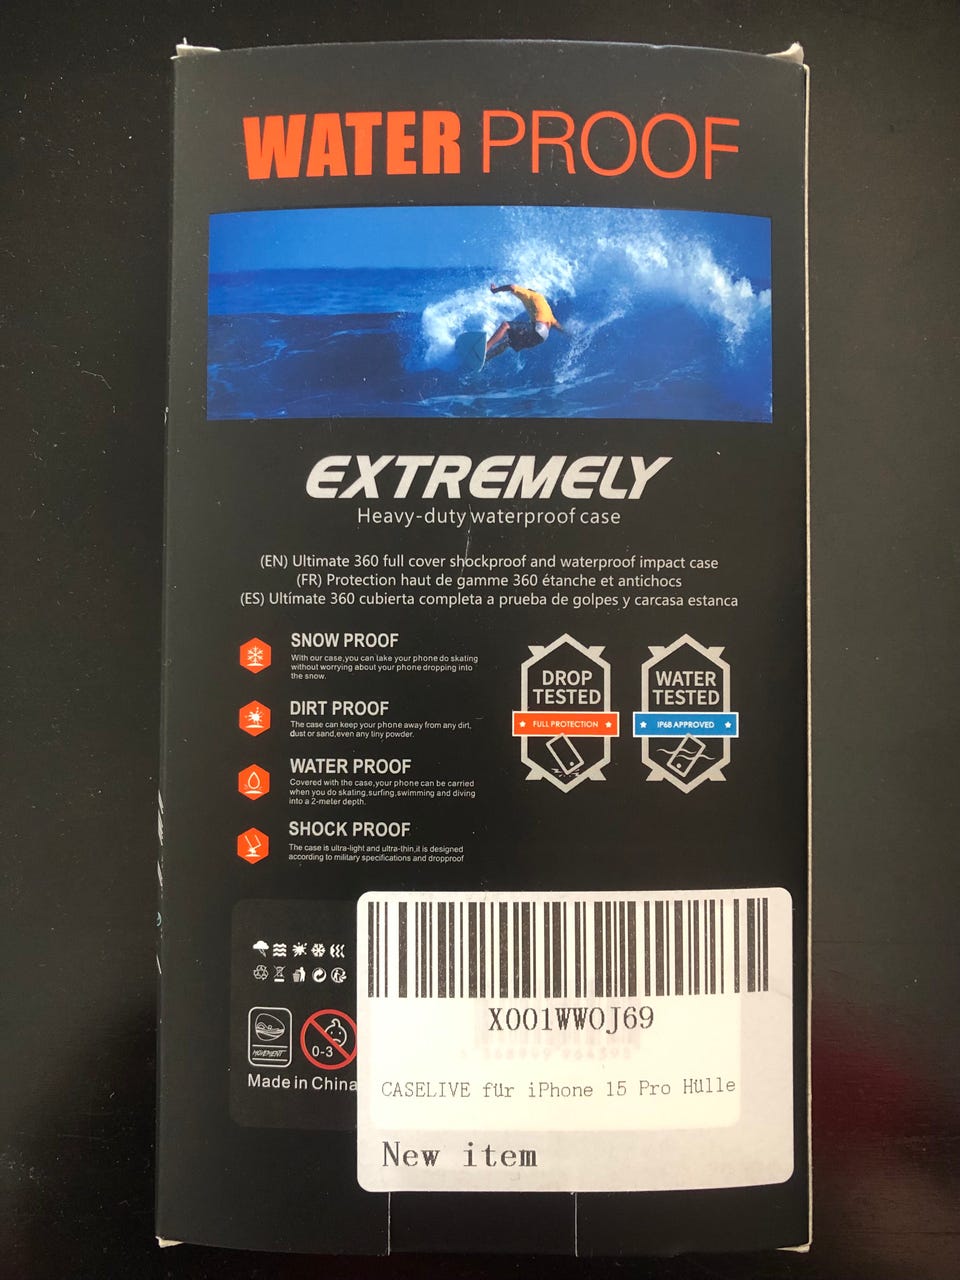 WATER PROOF
EXTREMELY
Heavy-duty waterproof case
(EN) Ultimate 360 full cover shockproof and waterproof impact case
(FR) Protection haut de gamme 360 étanche et antichocs
(ES) Ultimate 360 cubierta completa a prueba de golpes y carcasa estanca
SNOW PROOF
With our case,you can take your phone do skating
without worrying about your phone dropping into
the snow.
DIRT PROOF
The case can keep your phone away from any dirt,
dust or sand,even any tiny powder.
WATER PROOF
Covered with the case,your phone can be carried
when you do skating,surfing,swimming and diving
into a 2-meter depth.
SHOCK PROOF
The case is ultra-light and ultra-thin,it is designed
according to military specifications and dropproof
DROP
TESTED
FULL PROTECTION
WATER
TESTED
IP68 APPROVED
MOVEMENT
0-3
Made in China
X001WWOJ69
CASELIVE für iPhone 15 Pro Hülle
New item